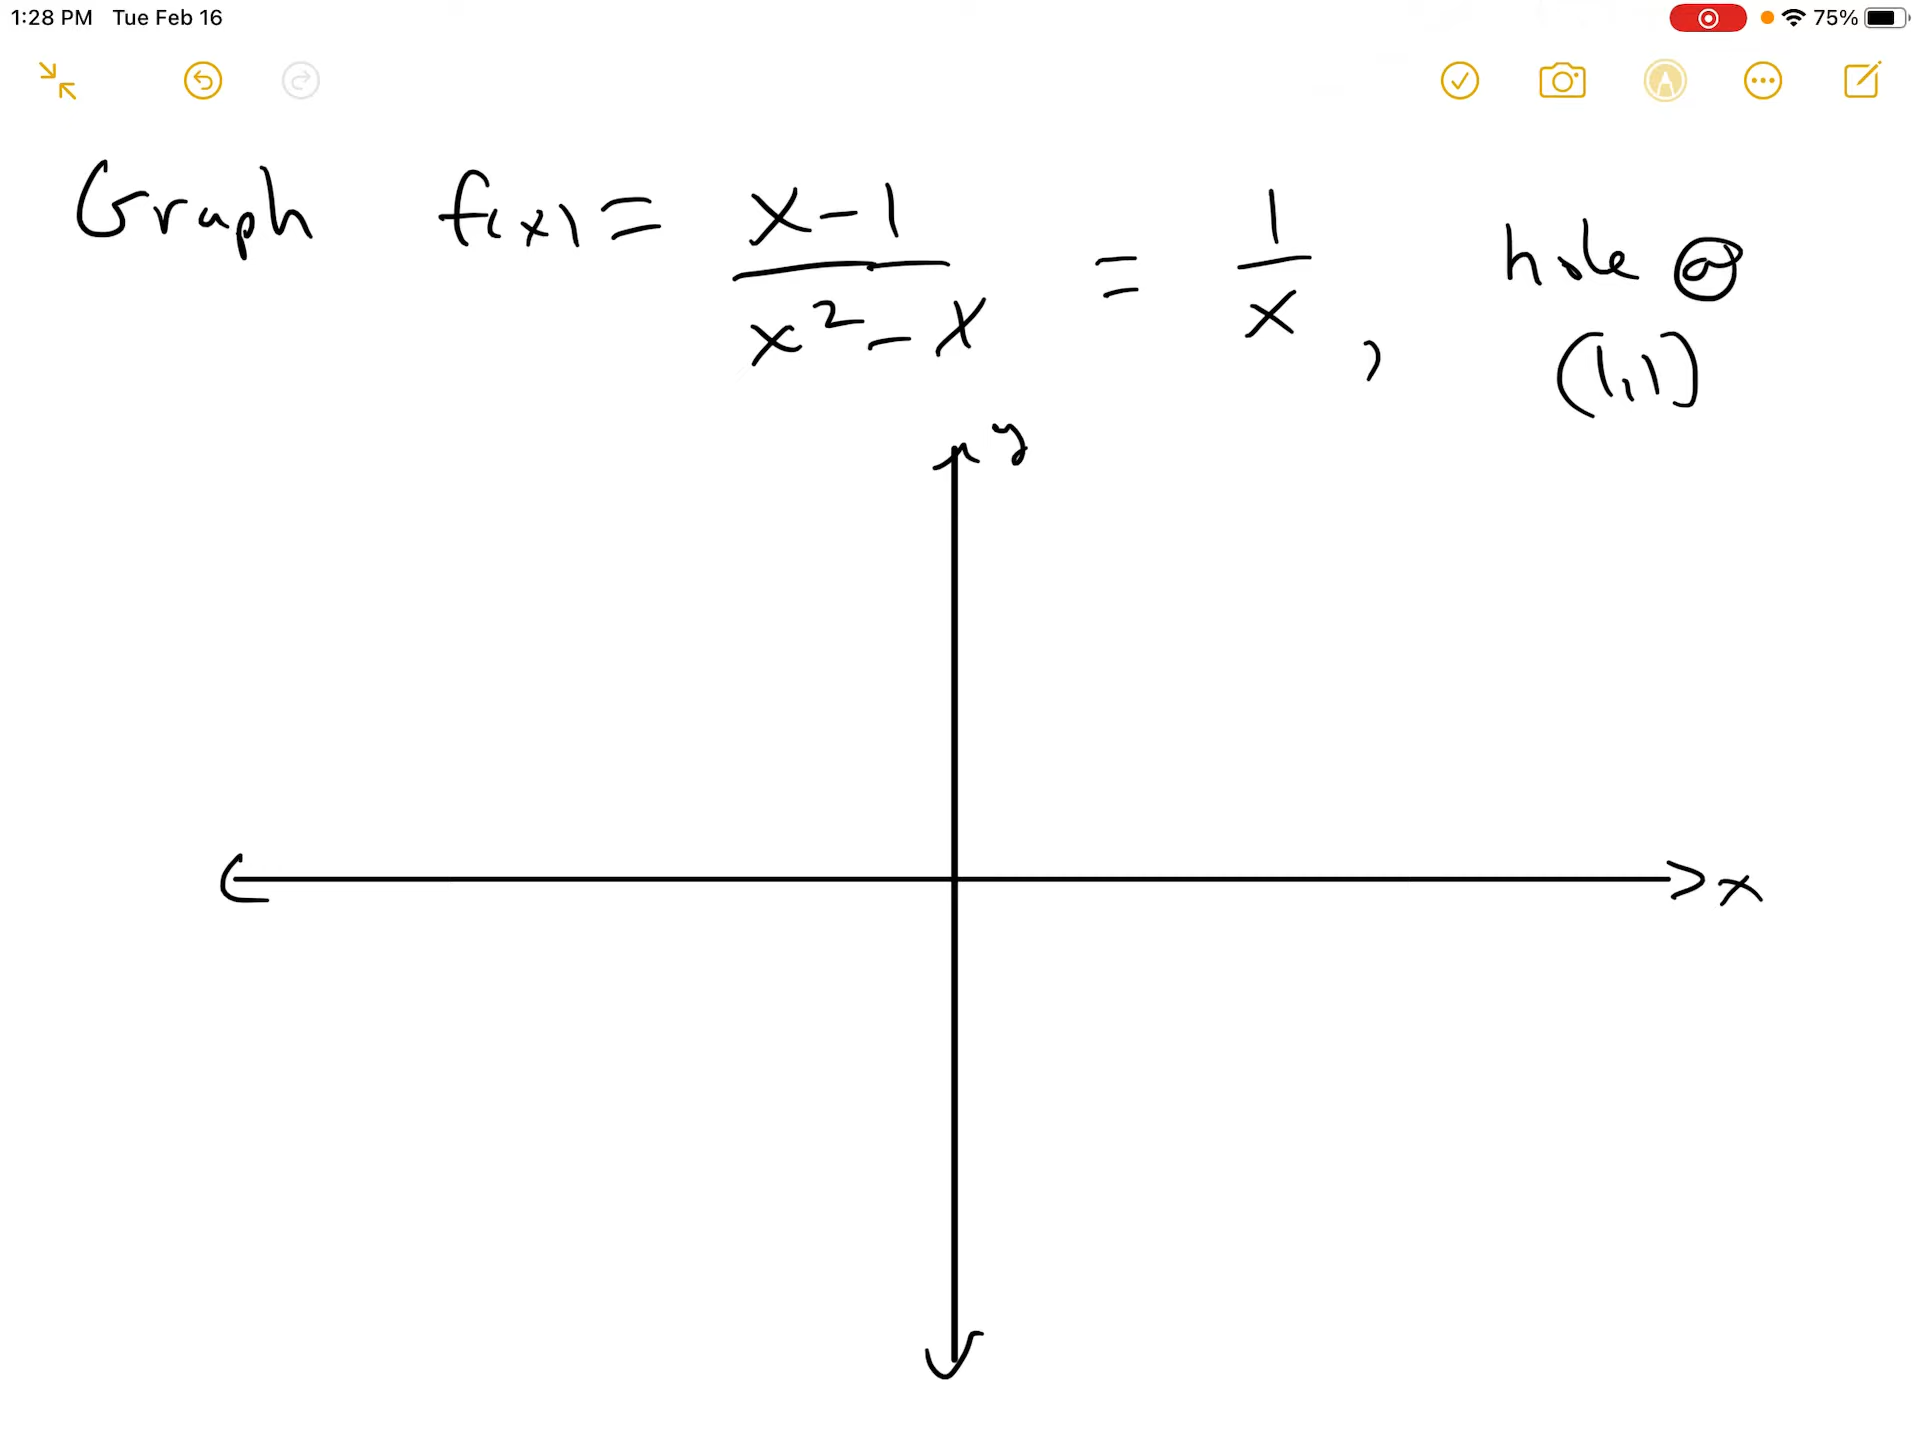 1:28 PM Tue Feb 16 75%
Graph f(x) = x-1 / x² - x = 1 / x , hole @
(1,1)
y
x